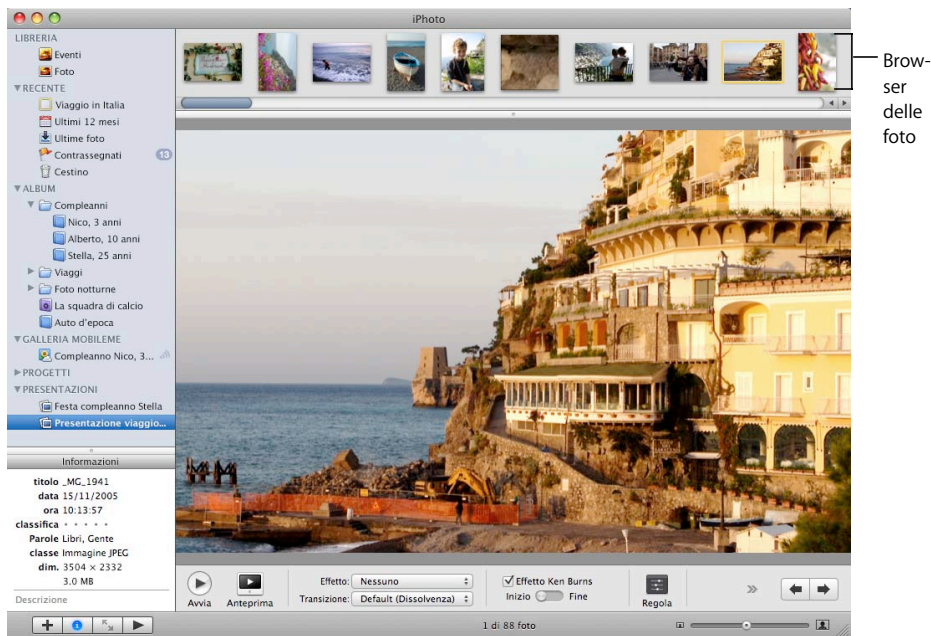 iPhoto
LIBRERIA
Eventi
Foto
RECENTE
Viaggio in Italia
Ultimi 12 mesi
Ultime foto
Contrassegnati 13
Cestino
ALBUM
Compleanni
Nico, 3 anni
Alberto, 10 anni
Stella, 25 anni
Viaggi
Foto notturne
La squadra di calcio
Auto d'epoca
GALLERIA MOBILEME
Compleanno Nico, 3...
PROGETTI
PRESENTAZIONI
Festa compleanno Stella
Presentazione viaggio...
Informazioni
titolo _MG_1941
data 15/11/2005
ora 10:13:57
classifica · · · · ·
Parole Libri, Gente
classe Immagine JPEG
dim. 3504 × 2332
3.0 MB
Descrizione
Avvia
Anteprima
Effetto: Nessuno
Transizione: Default (Dissolvenza)
Effetto Ken Burns
Inizio Fine
Regola
1 di 88 foto
Brow-
ser
delle
foto